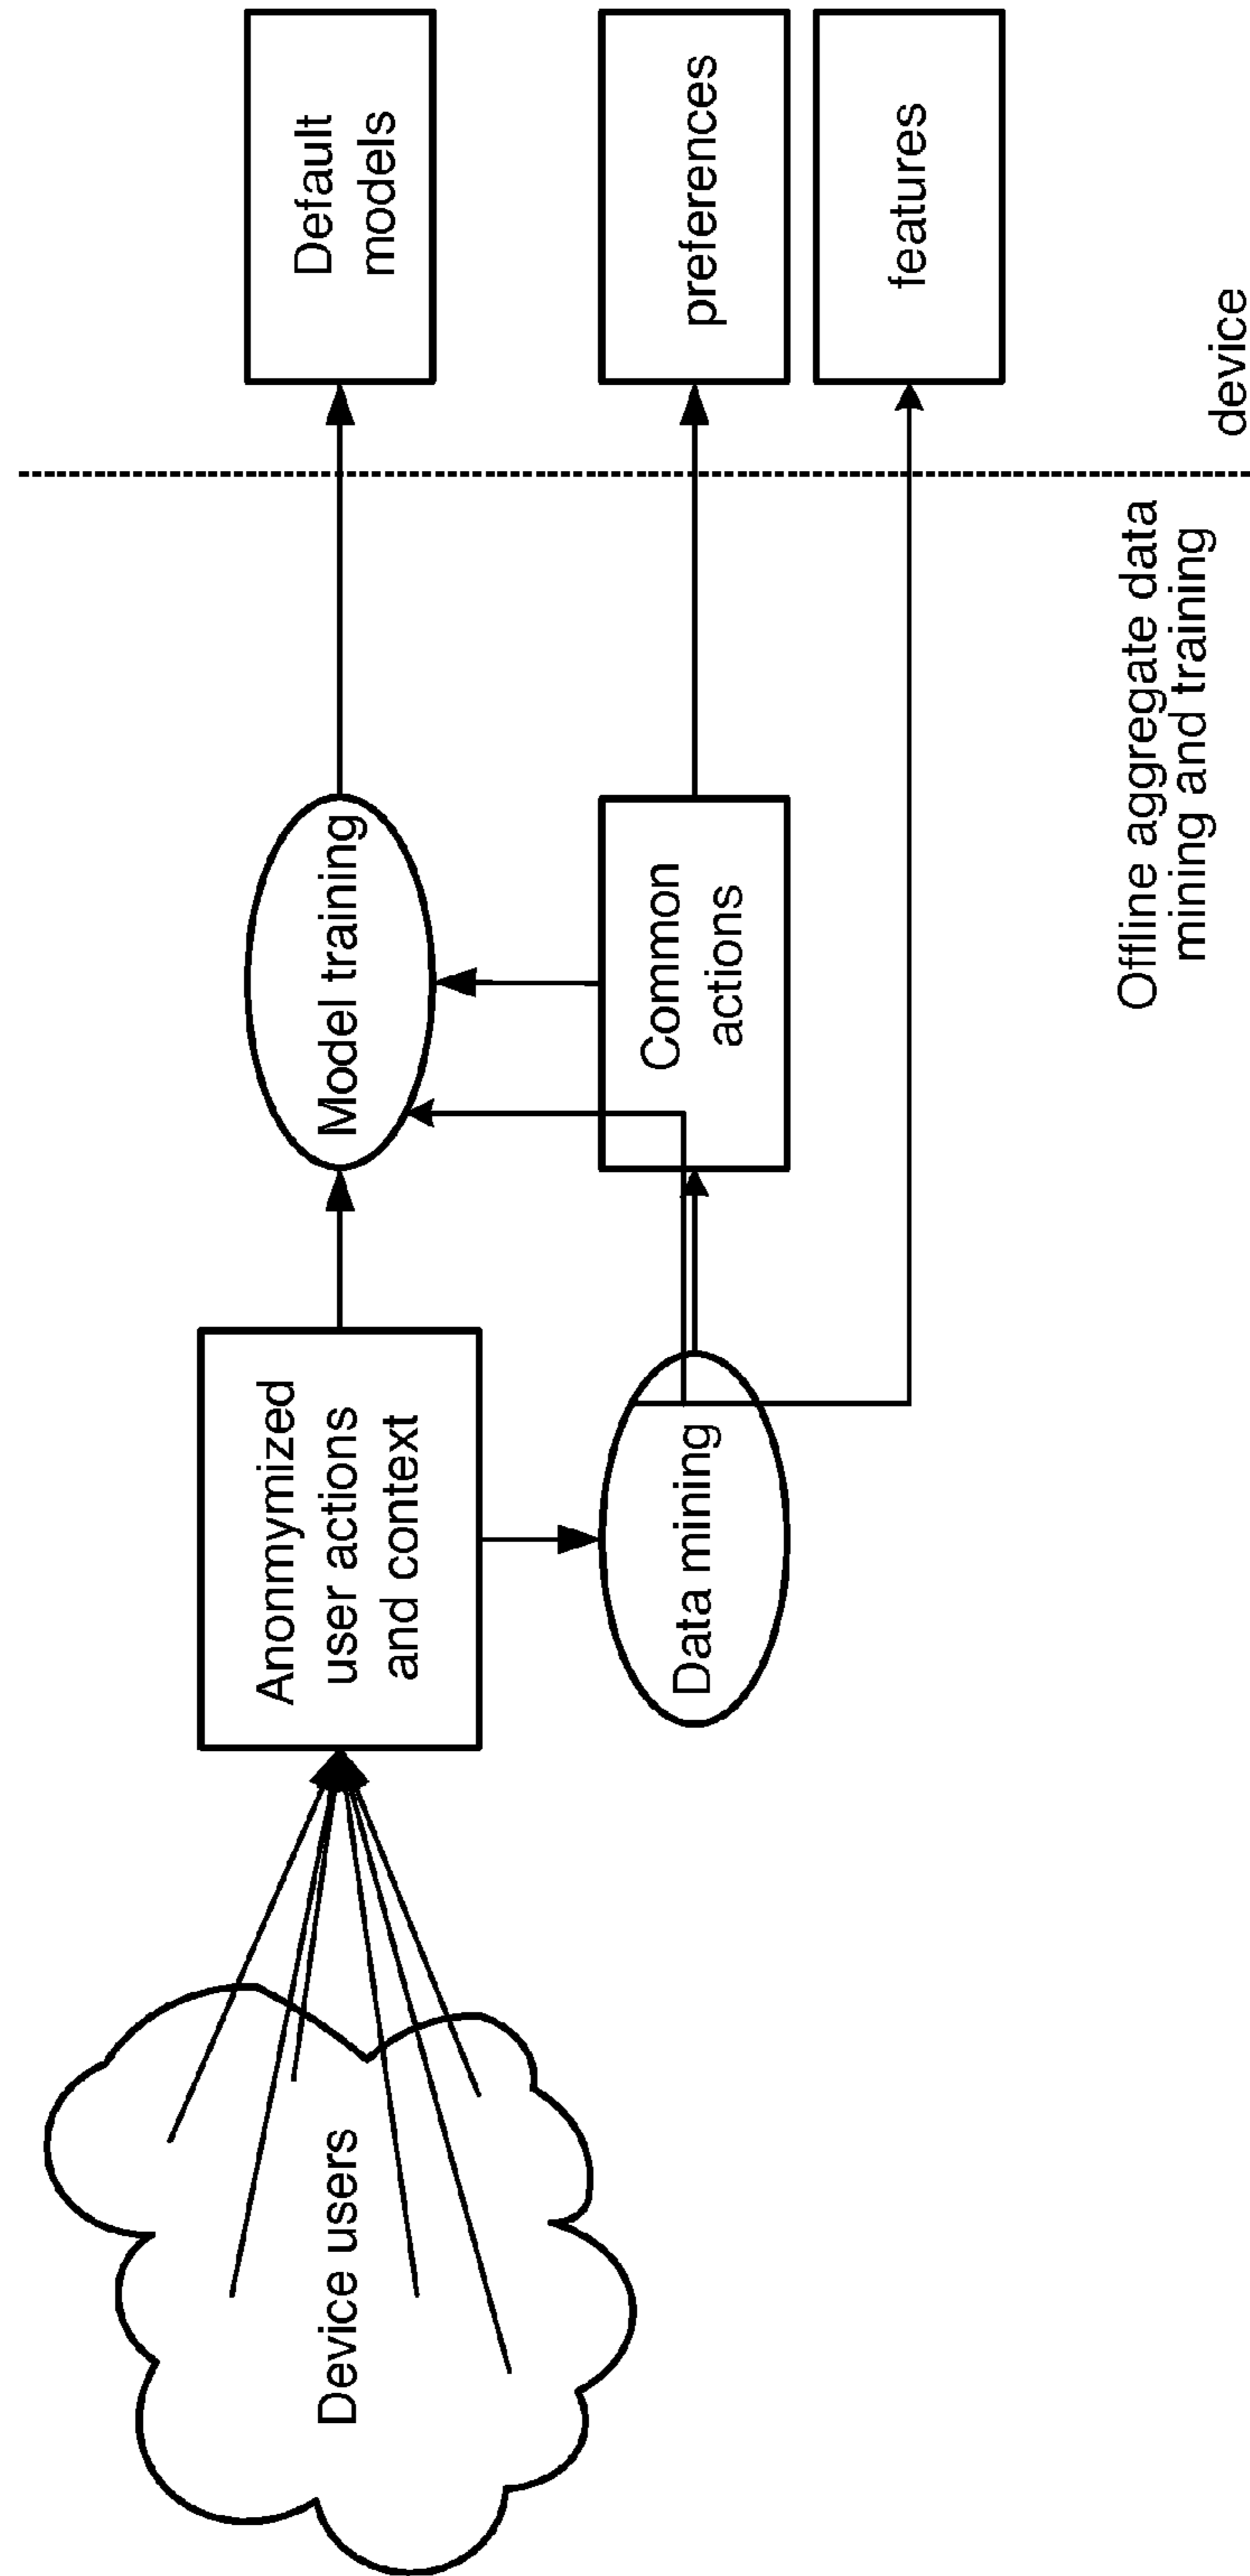 Device users
Anonmymized
user actions
and context
Data mining
Model training
Common
actions
Default
models
preferences
features
Offline aggregate data
mining and training
device